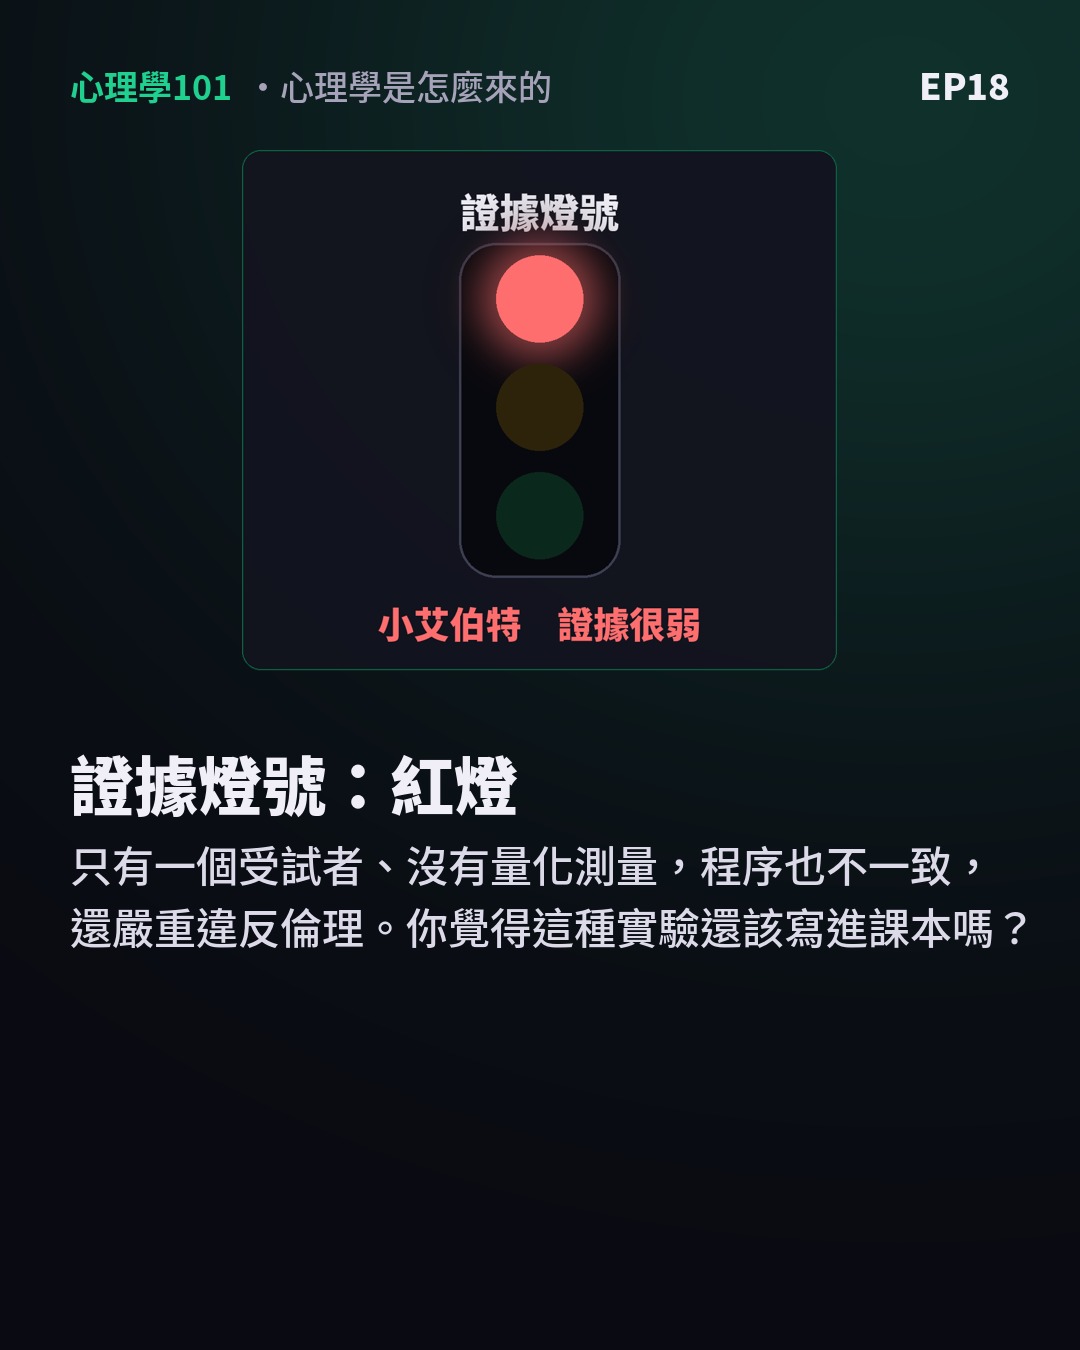 心理學101 ・心理學是怎麼來的
EP18
證據燈號
小艾伯特　證據很弱
證據燈號：紅燈
只有一個受試者、沒有量化測量，程序也不一致，
還嚴重違反倫理。你覺得這種實驗還該寫進課本嗎？